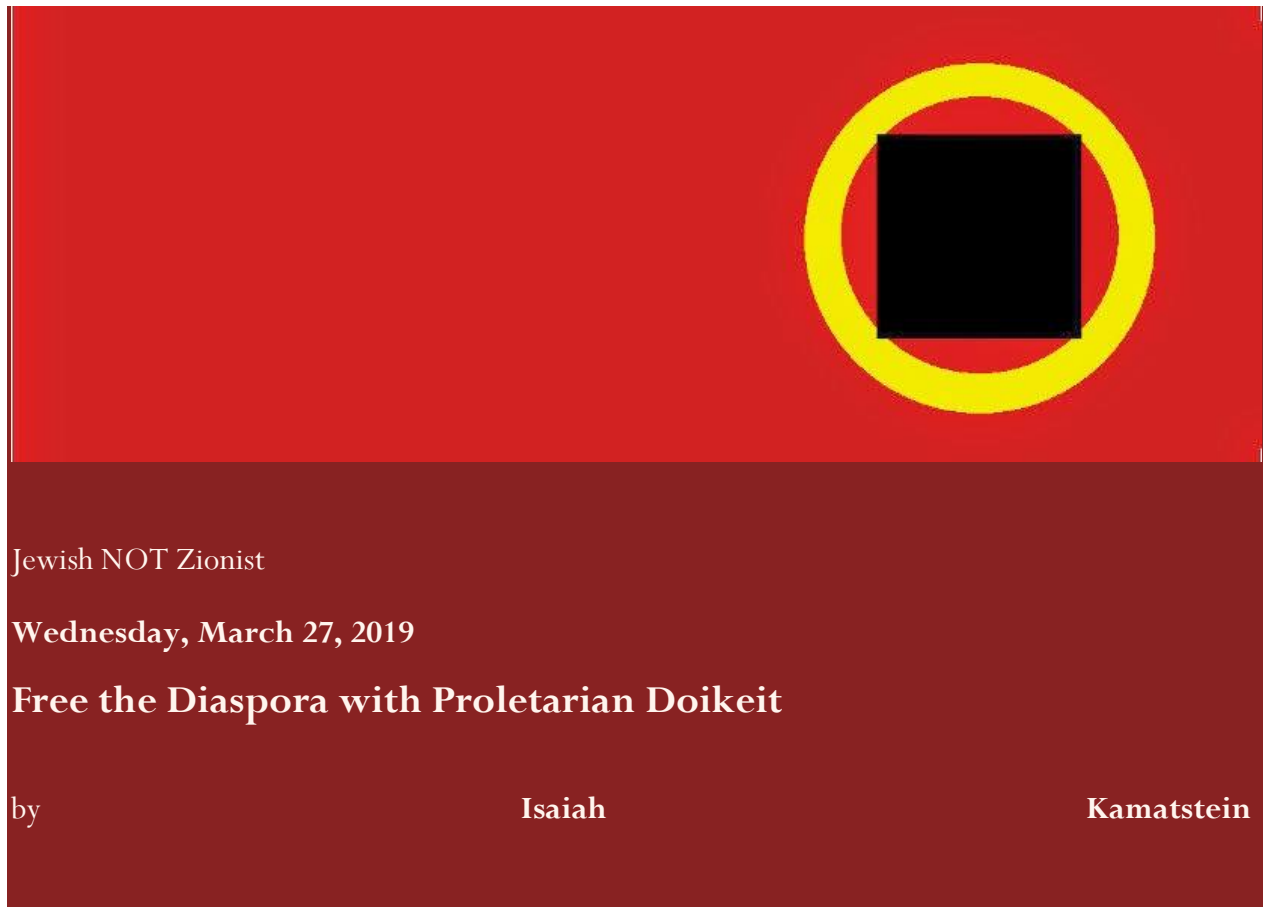 Jewish NOT Zionist
Wednesday, March 27, 2019
Free the Diaspora with Proletarian Doikeit
by Isaiah Kamatstein